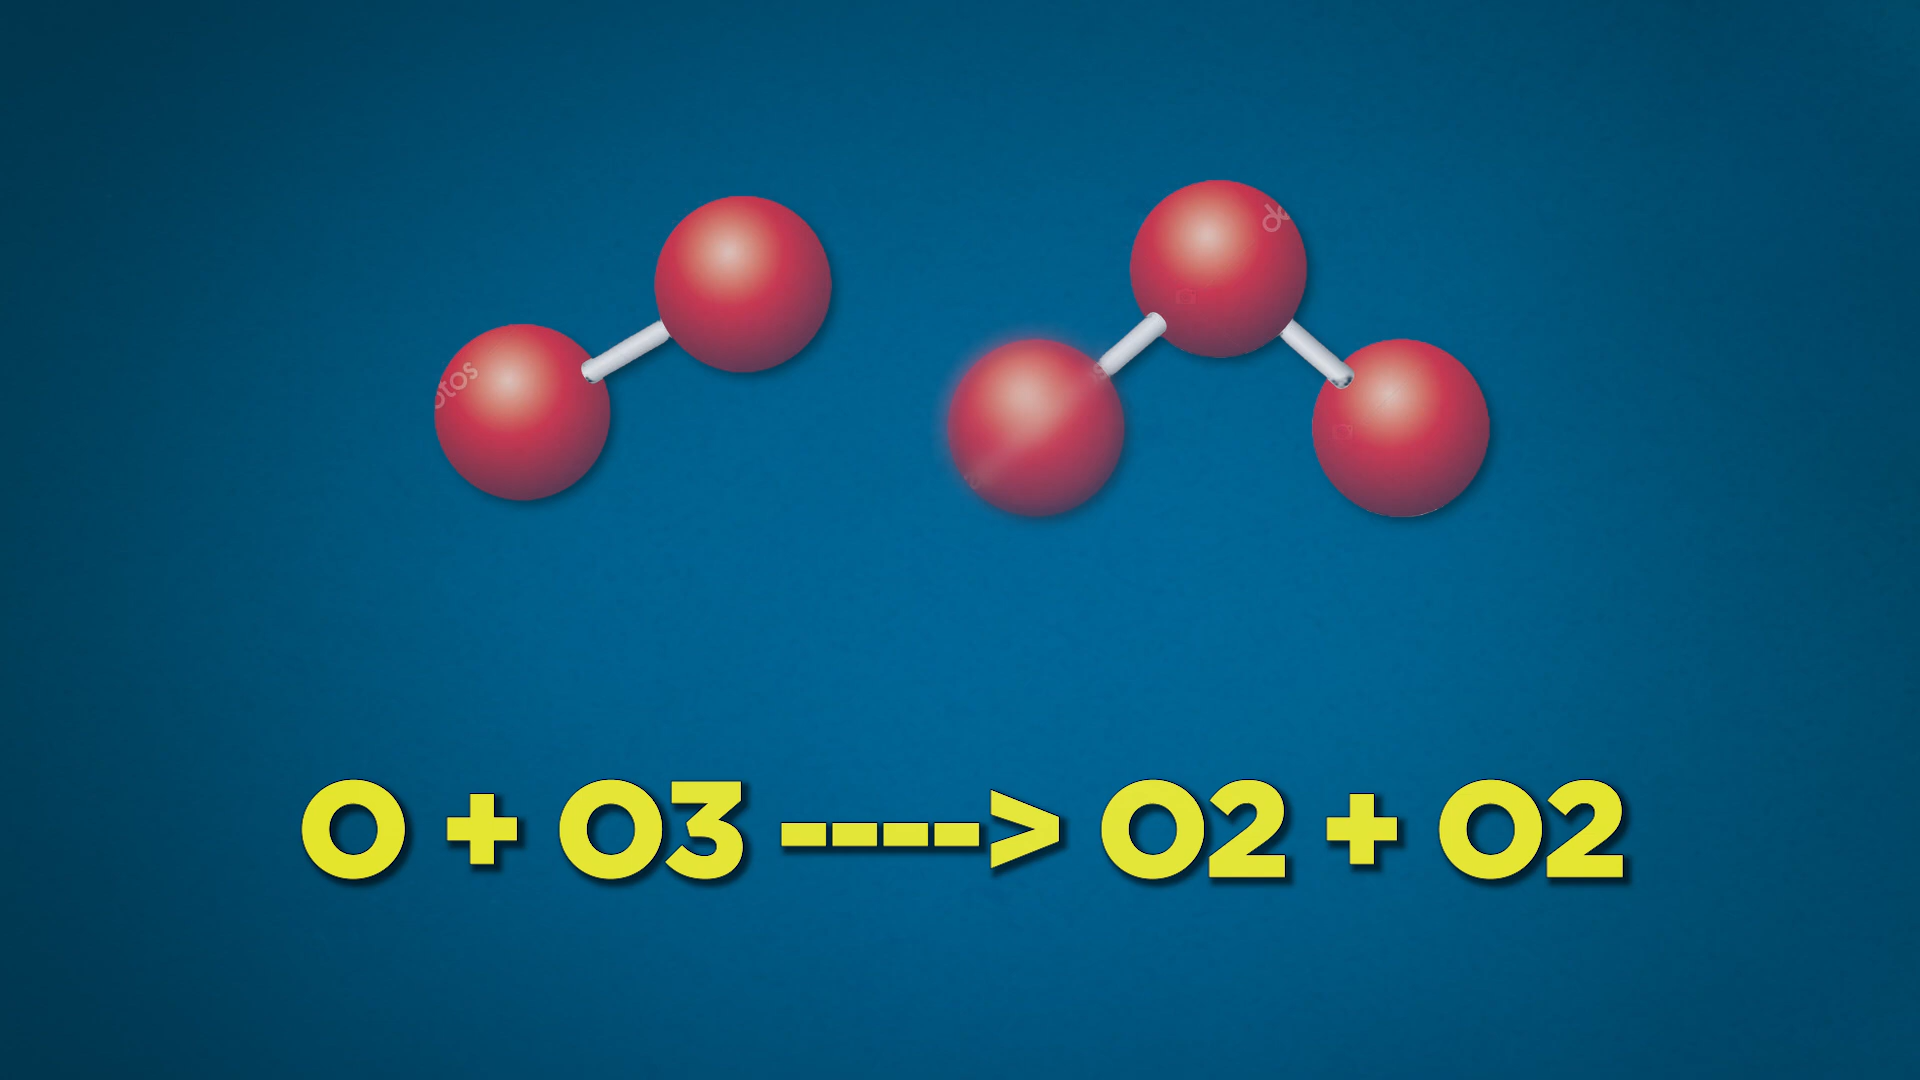 O + O3 ----> O2 + O2